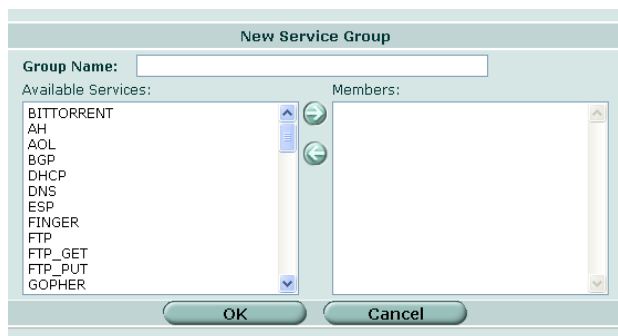 New Service Group
Group Name:
Available Services:
Members:
BITTORRENT
AH
AOL
BGP
DHCP
DNS
ESP
FINGER
FTP
FTP_GET
FTP_PUT
GOPHER
OK
Cancel